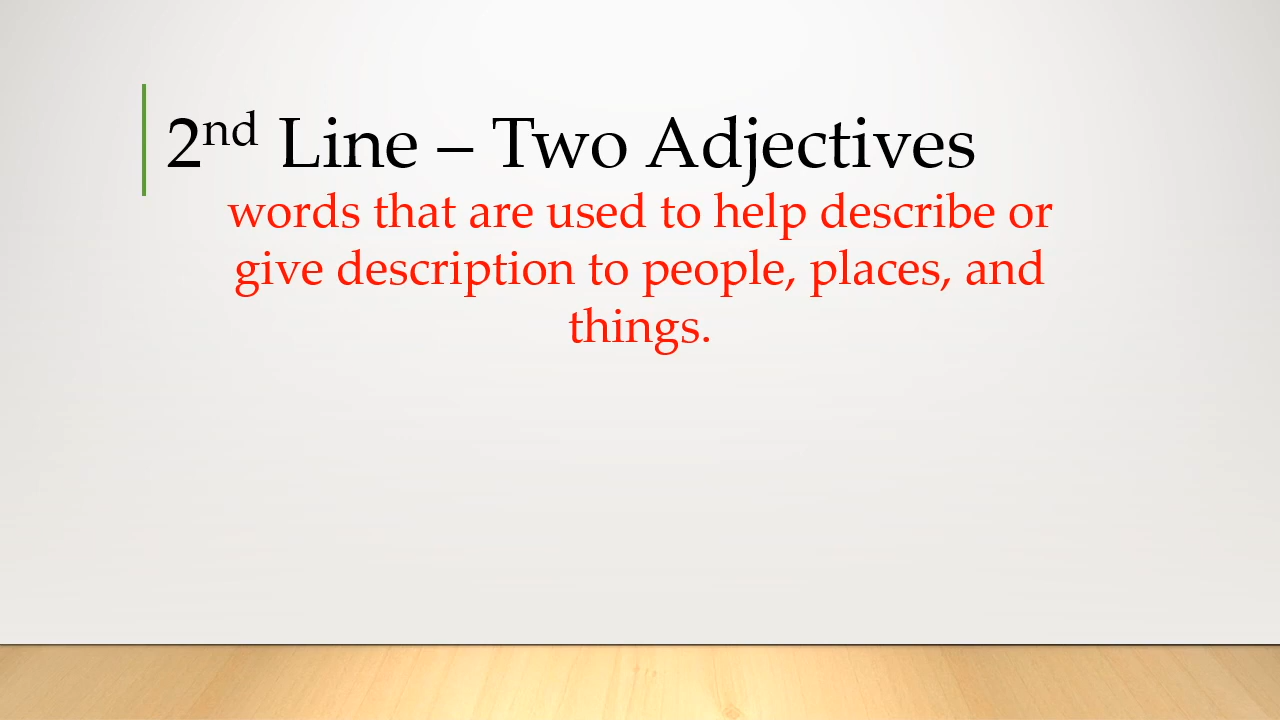 2nd Line – Two Adjectives
words that are used to help describe or
give description to people, places, and
things.